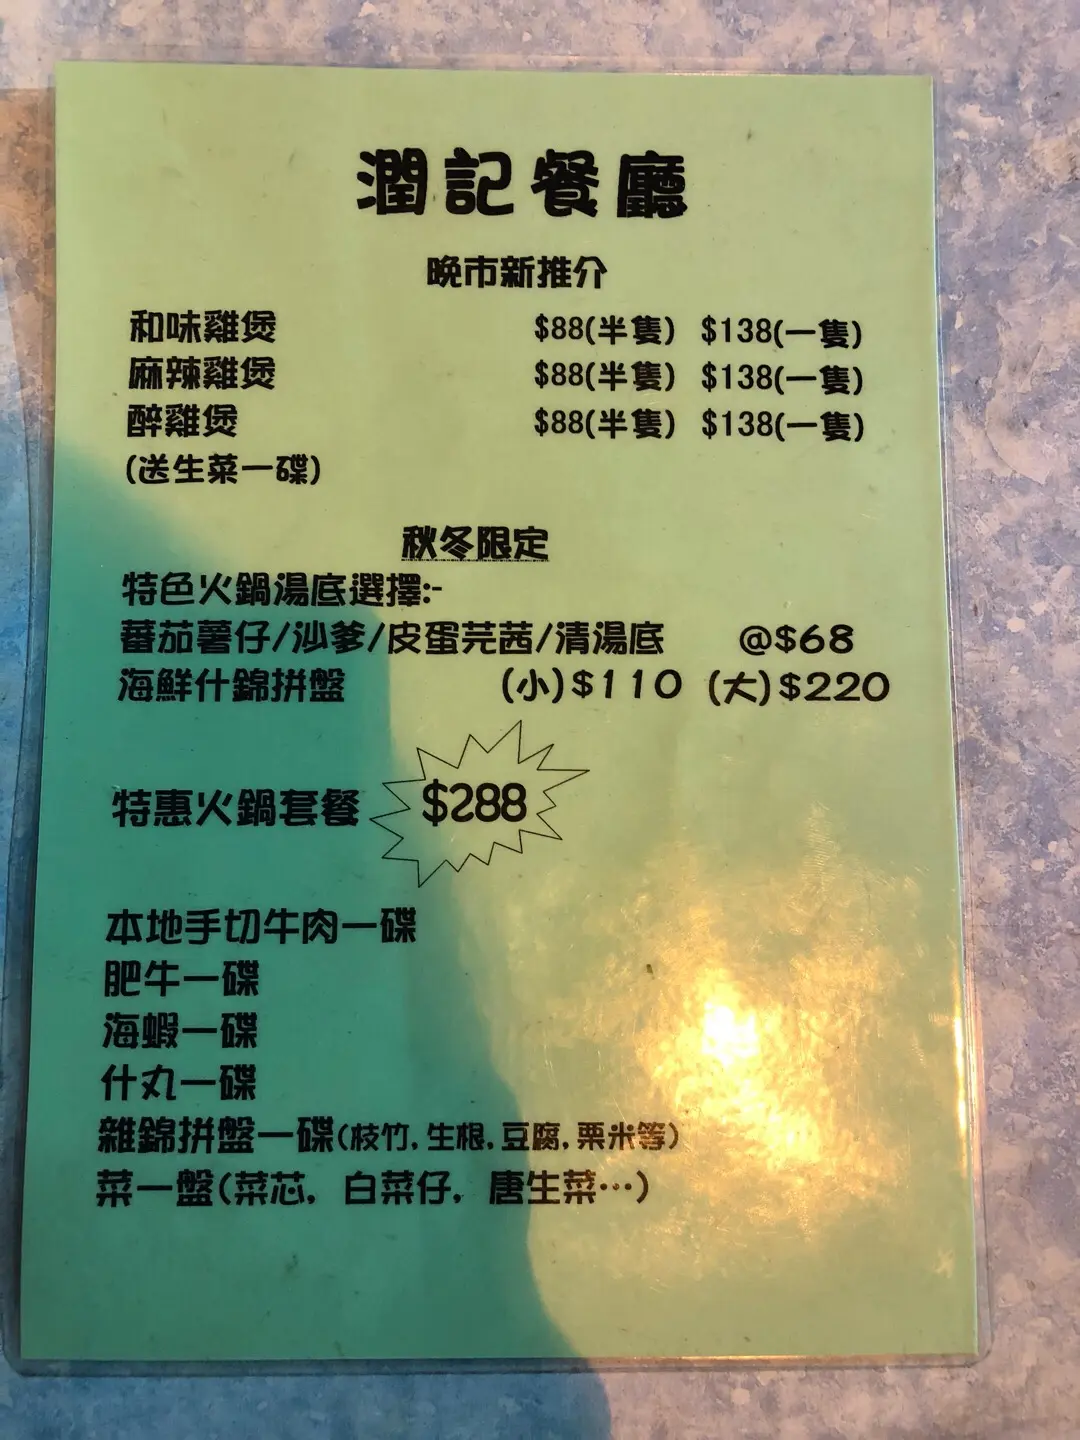 潤記餐廳
晚市新推介
和味雞煲 $88(半隻) $138(一隻)
麻辣雞煲 $88(半隻) $138(一隻)
醉雞煲 $88(半隻) $138(一隻)
(送生菜一碟)
秋冬限定
特色火鍋湯底選擇:-
蕃茄薯仔/沙爹/皮蛋芫茜/清湯底 @$68
海鮮什錦拼盤 (小)$110 (大)$220
特惠火鍋套餐 $288
本地手切牛肉一碟
肥牛一碟
海蝦一碟
什丸一碟
雜錦拼盤一碟(枝竹, 生根, 豆腐, 粟米等)
菜一盤(菜芯, 白菜仔, 唐生菜…)